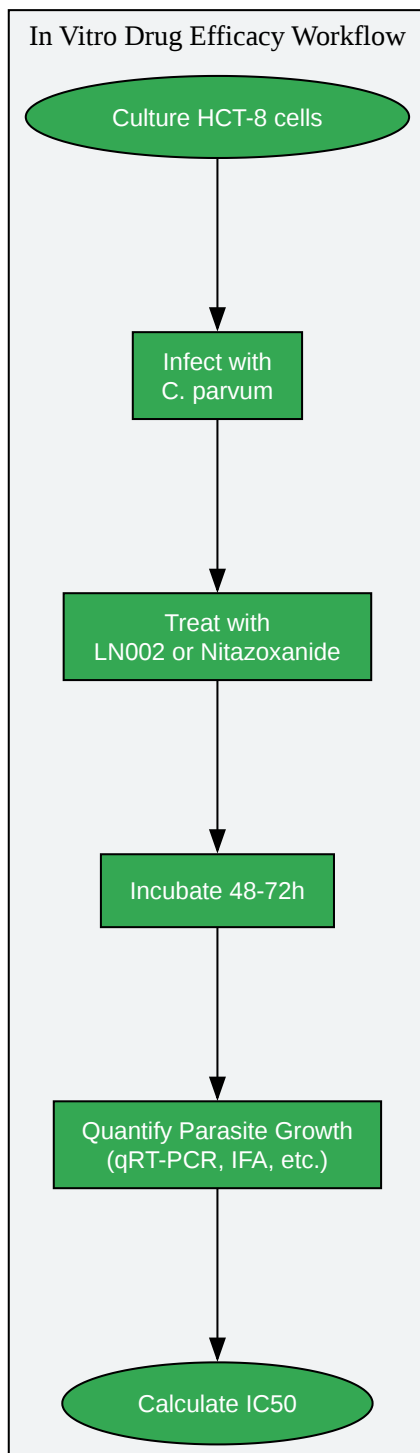 In Vitro Drug Efficacy Workflow
Culture HCT-8 cells
Infect with
C. parvum
Treat with
LN002 or Nitazoxanide
Incubate 48-72h
Quantify Parasite Growth
(qRT-PCR, IFA, etc.)
Calculate IC50